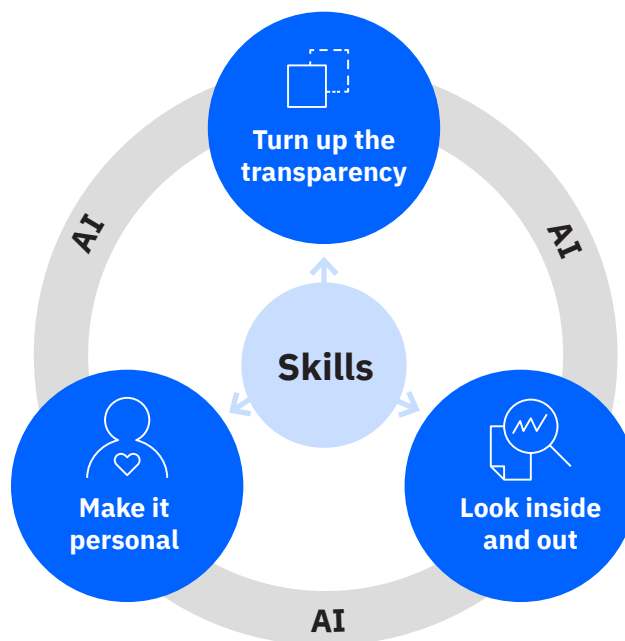 Turn up the
transparency
AI
AI
Skills
Make it
personal
Look inside
and out
AI